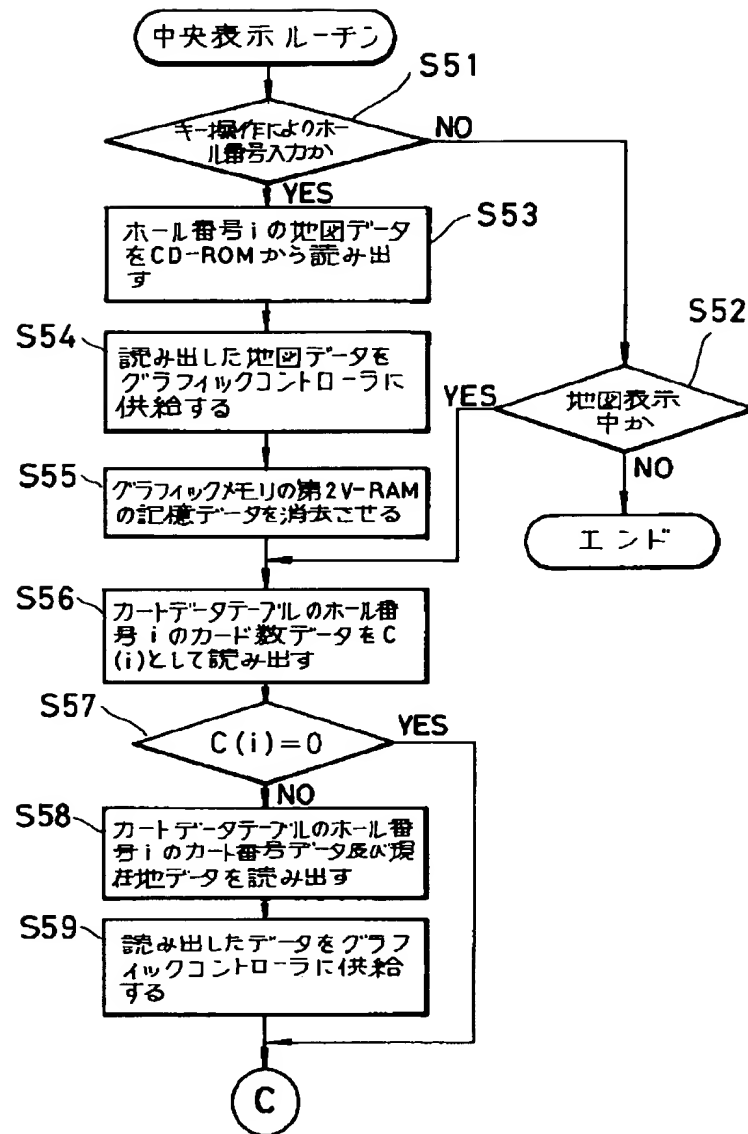 中央表示ルーチン
S51
キー操作によりホー
ル番号入力か
NO
YES
S53
ホール番号iの地図データ
をCD-ROMから読み出
す
S52
S54
読み出した地図データを
グラフィックコントローラに
供給する
YES
地図表示
中か
NO
S55
グラフィックメモリの第2V-RAM
の記憶データを消去させる
エンド
S56
カートデータテーブルのホール番
号iのカード数データをC
(i)として読み出す
S57
YES
C(i)=0
NO
S58
カートデータテーブルのホール番
号iのカート番号データ及び現
在地データを読み出す
S59
読み出したデータをグラフ
ィックコントローラに供給
する
C